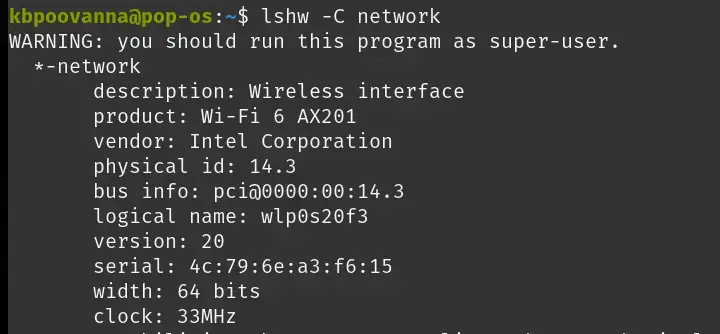 kbpoovanna@pop-os:~$ lshw -C network
WARNING: you should run this program as super-user.
*-network
description: Wireless interface
product: Wi-Fi 6 AX201
vendor: Intel Corporation
physical id: 14.3
bus info: pci@0000:00:14.3
logical name: wlp0s20f3
version: 20
serial: 4c:79:6e:a3:f6:15
width: 64 bits
clock: 33MHz